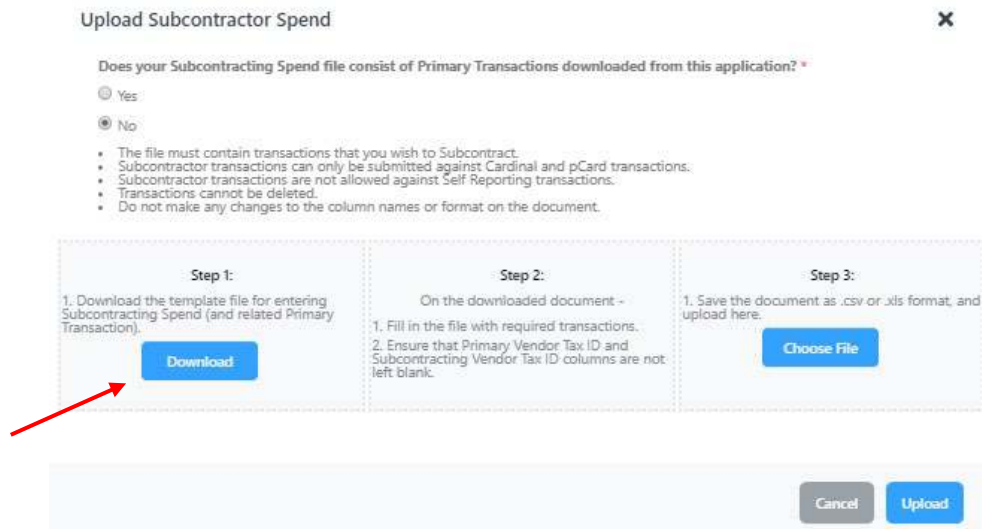 Upload Subcontractor Spend
Does your Subcontracting Spend file consist of Primary Transactions downloaded from this application? *
Yes
No
• The file must contain transactions that you wish to Subcontract.
• Subcontractor transactions can only be submitted against Cardinal and pCard transactions.
• Subcontractor transactions are not allowed against Self Reporting transactions.
• Transactions cannot be deleted.
• Do not make any changes to the column names or format on the document.
Step 1:
1. Download the template file for entering
Subcontracting Spend (and related Primary
Transaction).
Download
Step 2:
On the downloaded document -
1. Fill in the file with required transactions.
2. Ensure that Primary Vendor Tax ID and
Subcontracting Vendor Tax ID columns are not
left blank.
Step 3:
1. Save the document as .csv or .xls format, and
upload here.
Choose File
Cancel
Upload